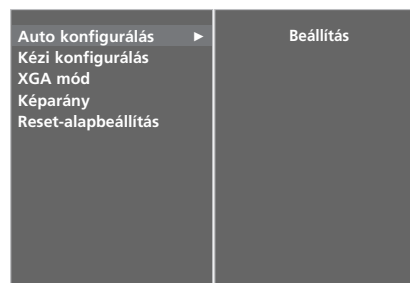 Auto konfigurálás ►
Kézi konfigurálás
XGA mód
Képarány
Reset-alapbeállítás
Beállítás